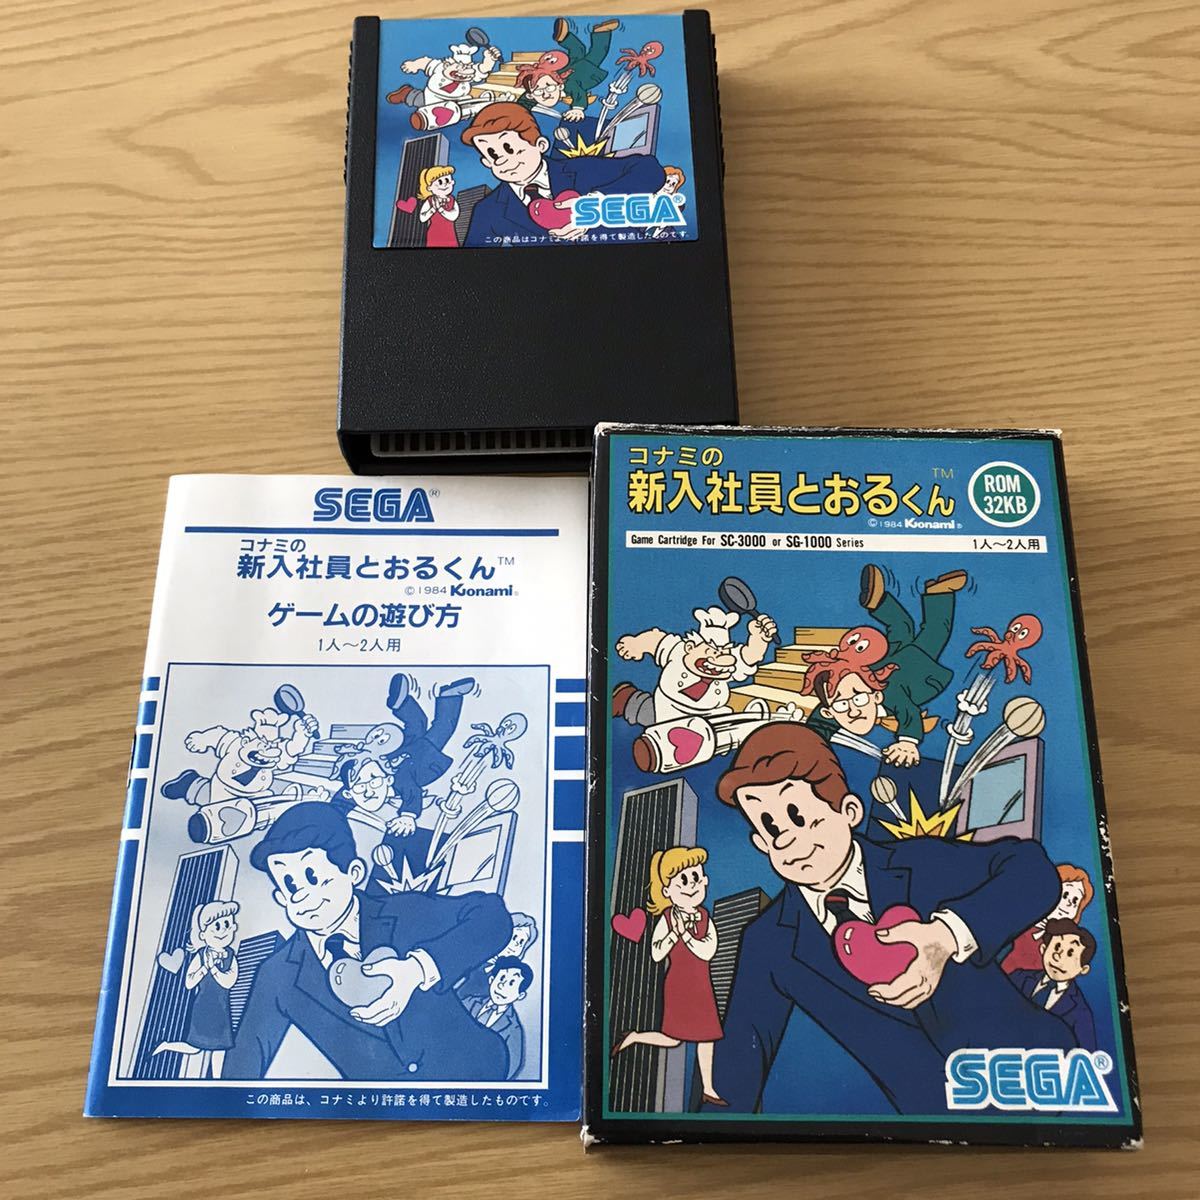 SEGA®
この商品はコナミより許諾を得て製造したものです。
SEGA®
コナミの
新入社員とおるくん™
©1984 Konami®
ゲームの遊び方
1人〜2人用
この商品は、コナミより許諾を得て製造したものです。
コナミの
新入社員とおるくん™
©1984 Konami®
ROM
32KB
Game Cartridge For SC-3000 or SG-1000 Series
1人〜2人用
SEGA®